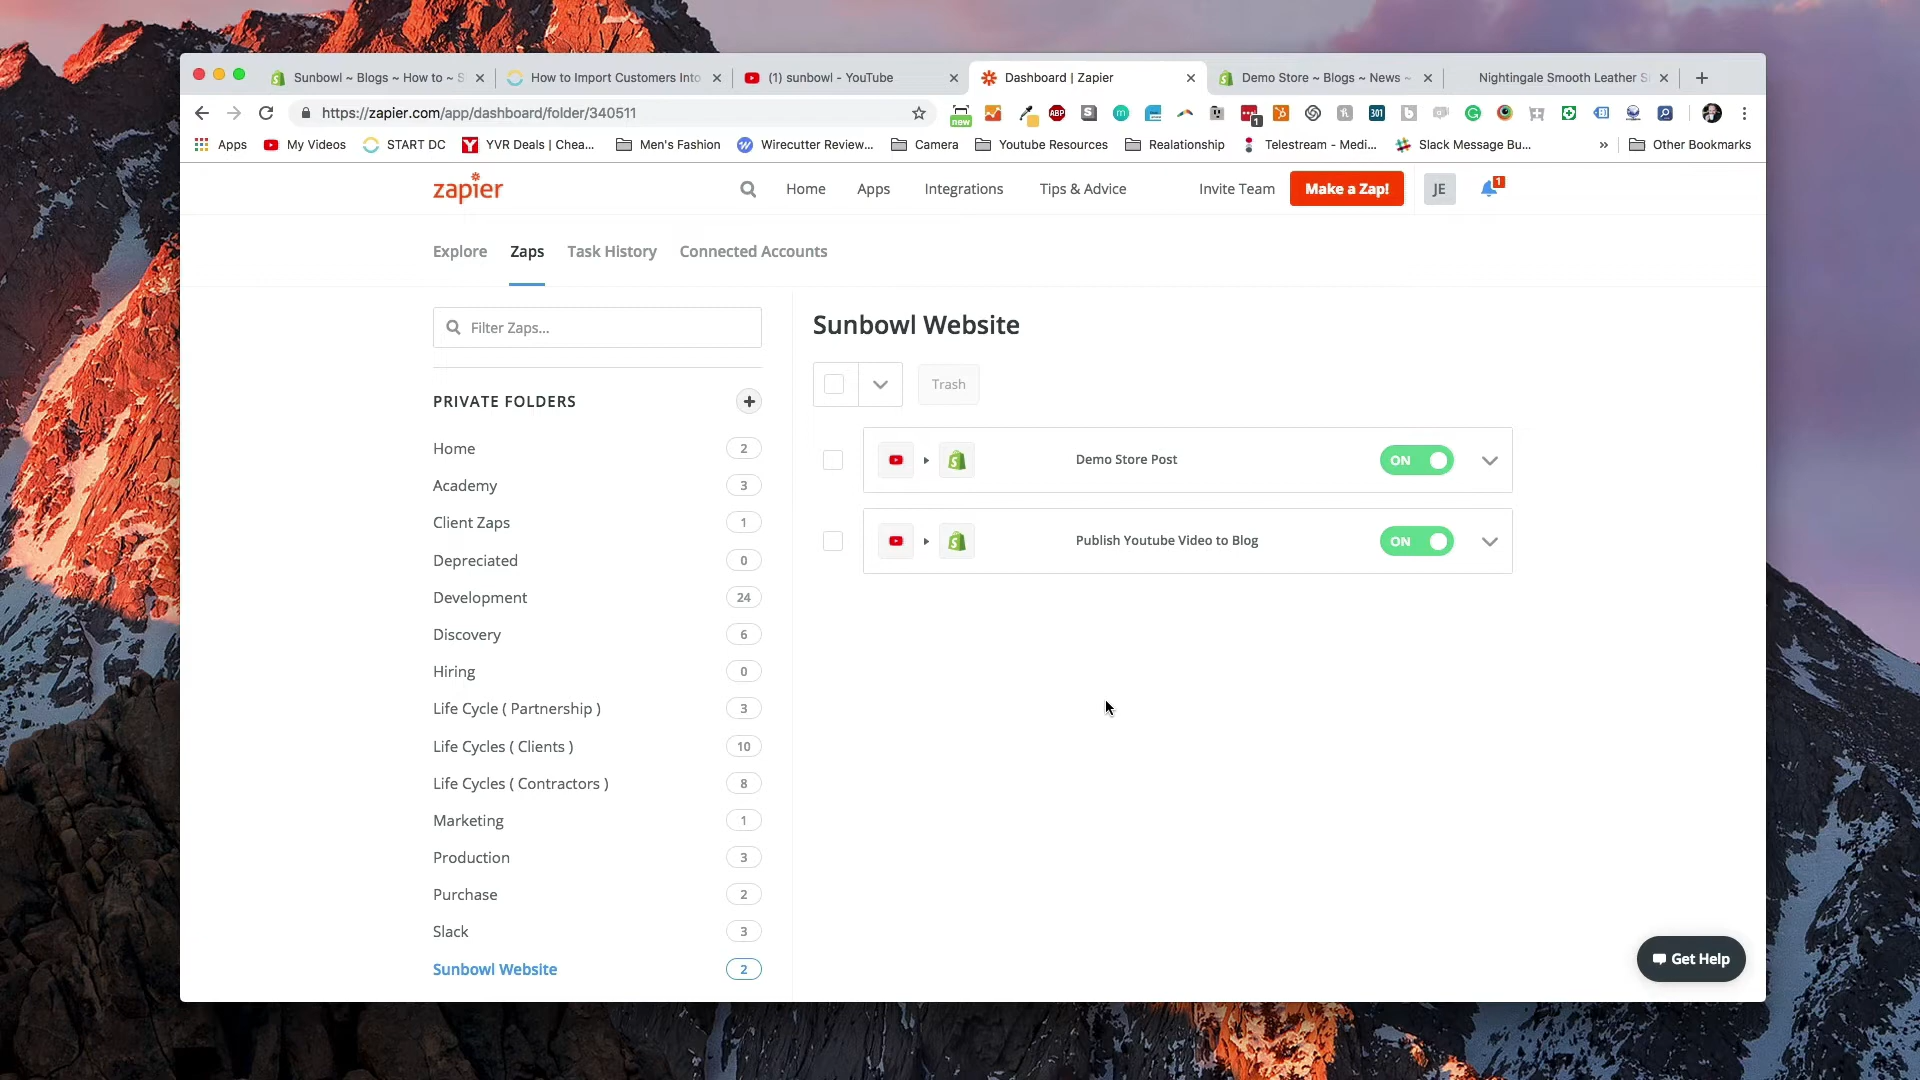 Sunbowl ~ Blogs ~ How to ~ S
How to Import Customers Into
(1) sunbowl - YouTube
Dashboard | Zapier
Demo Store ~ Blogs ~ News ~
Nightingale Smooth Leather S
https://zapier.com/app/dashboard/folder/340511
new
ABP
1
301
Apps
My Videos
START DC
YVR Deals | Chea...
Men's Fashion
Wirecutter Review...
Camera
Youtube Resources
Realationship
Telestream - Medi...
Slack Message Bu...
»
Other Bookmarks
zapier
Home
Apps
Integrations
Tips & Advice
Invite Team
Make a Zap!
JE
1
Explore
Zaps
Task History
Connected Accounts
Filter Zaps...
PRIVATE FOLDERS
Home 2
Academy 3
Client Zaps 1
Depreciated 0
Development 24
Discovery 6
Hiring 0
Life Cycle ( Partnership ) 3
Life Cycles ( Clients ) 10
Life Cycles ( Contractors ) 8
Marketing 1
Production 3
Purchase 2
Slack 3
Sunbowl Website 2
Sunbowl Website
Trash
Demo Store Post ON
Publish Youtube Video to Blog ON
Get Help